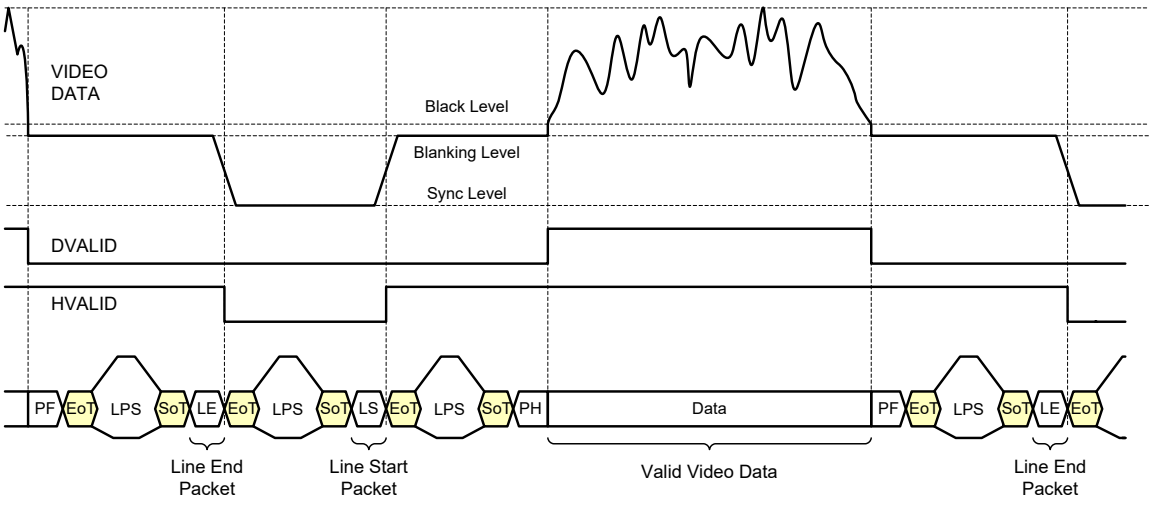 VIDEO
DATA
Black Level
Blanking Level
Sync Level
DVALID
HVALID
PF EoT LPS SoT LE EoT LPS SoT LS EoT LPS SoT PH Data PF EoT LPS SoT LE EoT
Line End
Packet
Line Start
Packet
Valid Video Data
Line End
Packet